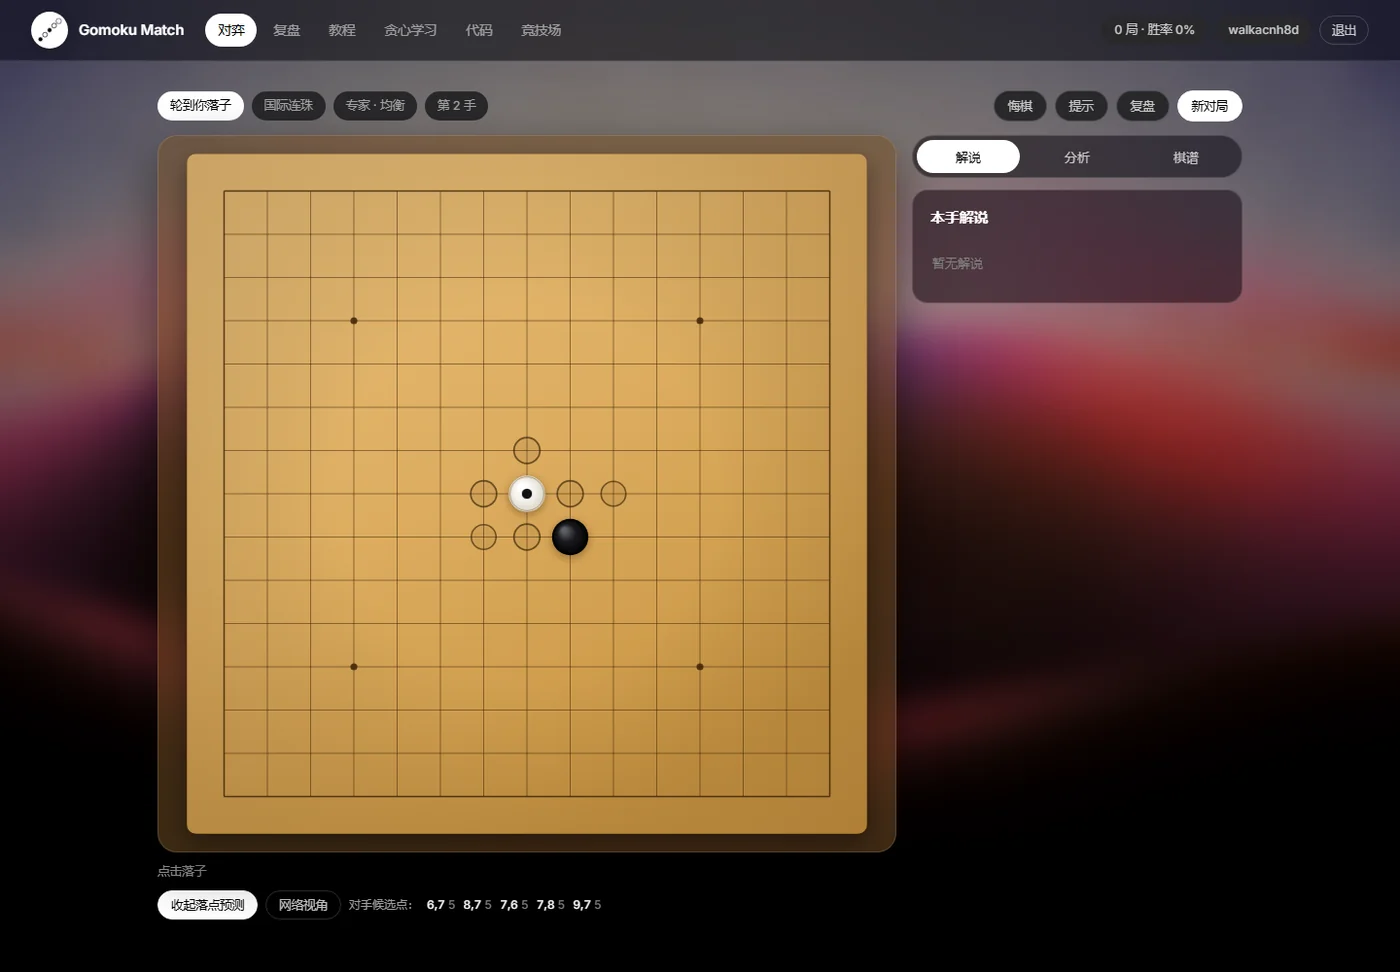 Gomoku Match 对弈 复盘 教程 贪心学习 代码 竞技场 0 局 · 胜率 0% walkacnh8d 退出
轮到你落子 国际连珠 专家 · 均衡 第 2 手 悔棋 提示 复盘 新对局
解说 分析 棋谱
本手解说
暂无解说
点击落子
收起落点预测 网络视角 对手候选点： 6,7 5 8,7 5 7,6 5 7,8 5 9,7 5